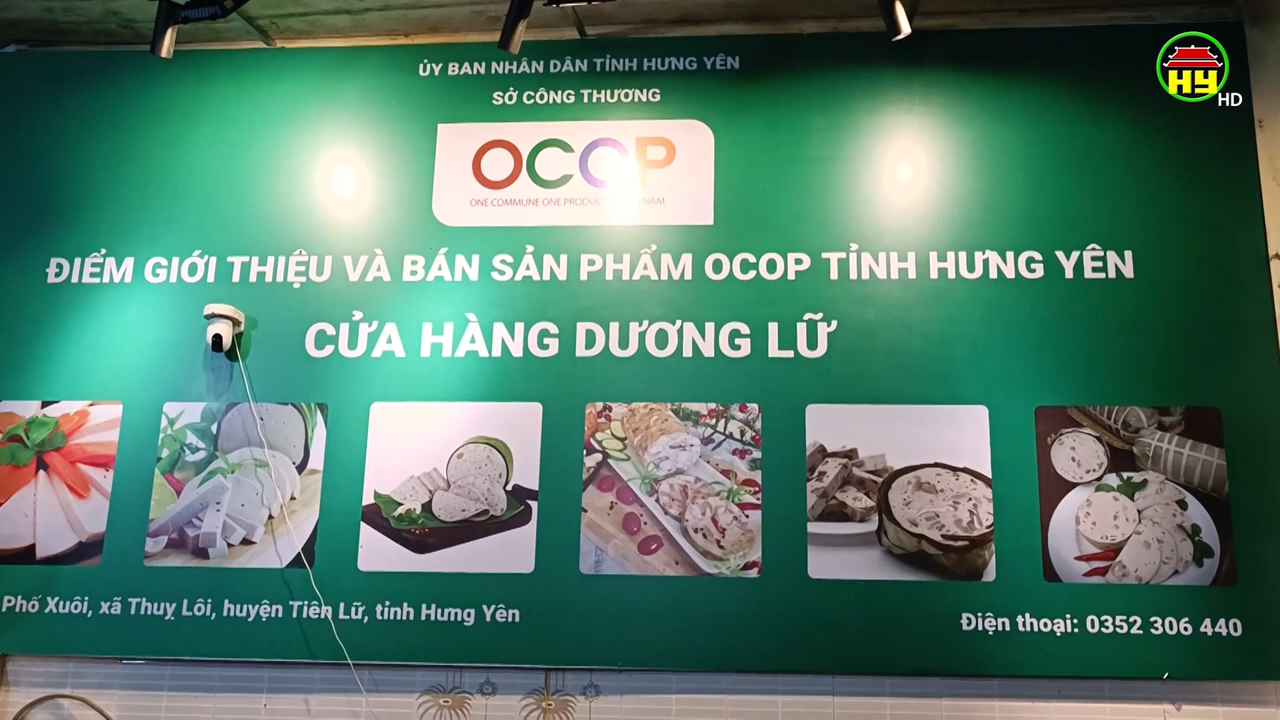 HY
HD
ỦY BAN NHÂN DÂN TỈNH HƯNG YÊN
SỞ CÔNG THƯƠNG
OCOP
ONE COMMUNE ONE PRODUCT
ĐIỂM GIỚI THIỆU VÀ BÁN SẢN PHẨM OCOP TỈNH HƯNG YÊN
CỬA HÀNG DƯƠNG LỮ
Phố Xuôi, xã Thuỵ Lôi, huyện Tiên Lữ, tỉnh Hưng Yên
Điện thoại: 0352 306 440